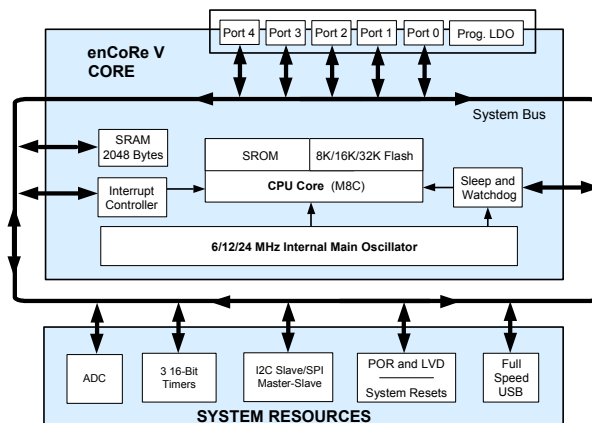 Port 4 Port 3 Port 2 Port 1 Port 0 Prog. LDO
enCoRe V
CORE
System Bus
SRAM
2048 Bytes
SROM 8K/16K/32K Flash
CPU Core (M8C)
Interrupt
Controller
Sleep and
Watchdog
6/12/24 MHz Internal Main Oscillator
ADC
3 16-Bit
Timers
I2C Slave/SPI
Master-Slave
POR and LVD
System Resets
Full
Speed
USB
SYSTEM RESOURCES